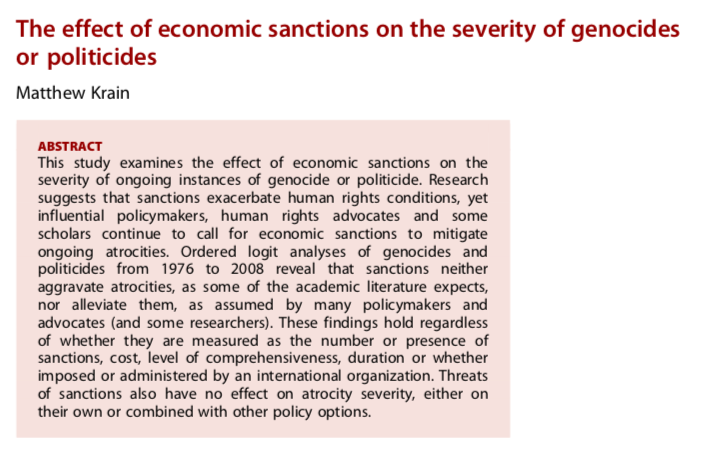 The effect of economic sanctions on the severity of genocides
or politicides
Matthew Krain
ABSTRACT
This study examines the effect of economic sanctions on the
severity of ongoing instances of genocide or politicide. Research
suggests that sanctions exacerbate human rights conditions, yet
influential policymakers, human rights advocates and some
scholars continue to call for economic sanctions to mitigate
ongoing atrocities. Ordered logit analyses of genocides and
politicides from 1976 to 2008 reveal that sanctions neither
aggravate atrocities, as some of the academic literature expects,
nor alleviate them, as assumed by many policymakers and
advocates (and some researchers). These findings hold regardless
of whether they are measured as the number or presence of
sanctions, cost, level of comprehensiveness, duration or whether
imposed or administered by an international organization. Threats
of sanctions also have no effect on atrocity severity, either on
their own or combined with other policy options.